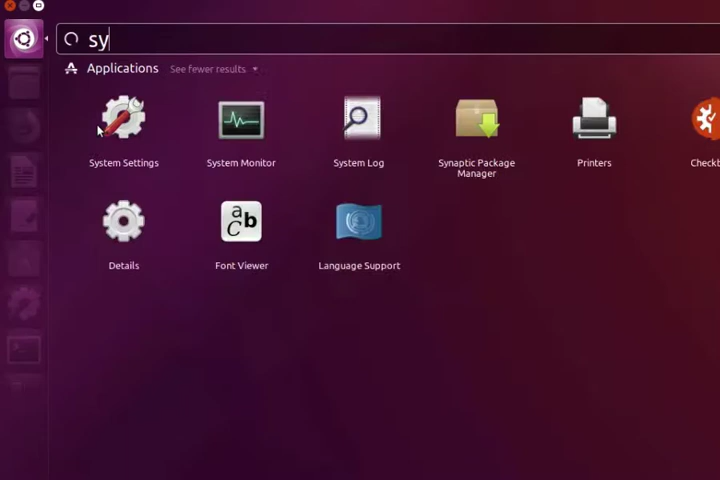 sy
Applications See fewer results
System Settings
System Monitor
System Log
Synaptic Package
Manager
Printers
Checkb
Details
Font Viewer
Language Support